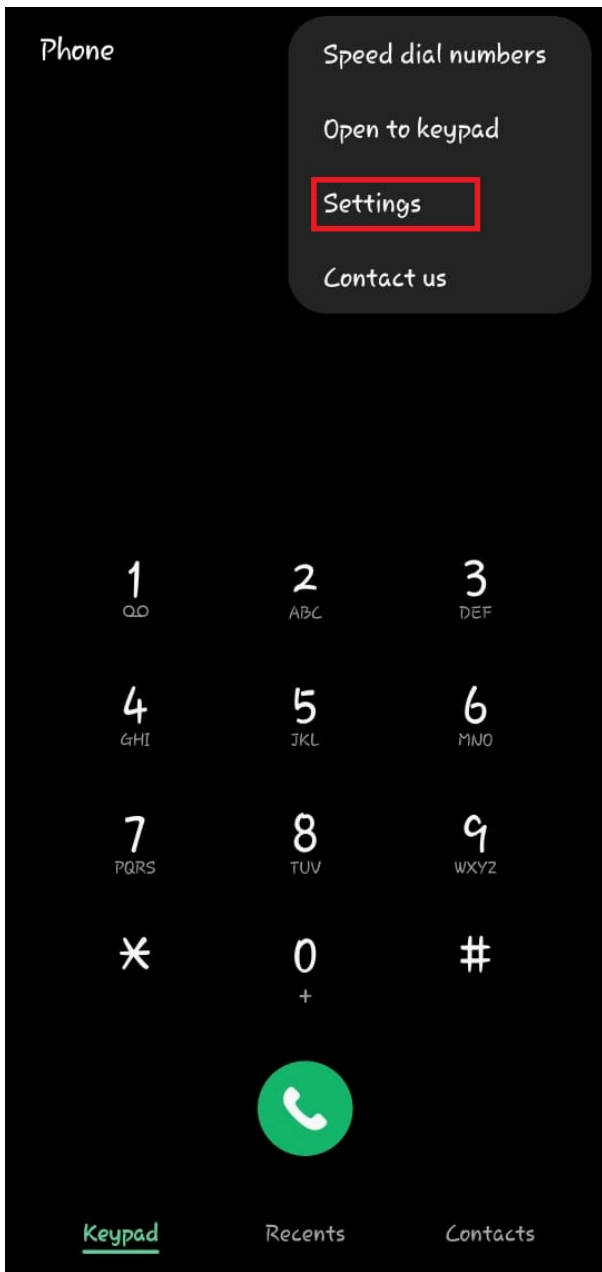 Phone
Speed dial numbers
Open to keypad
Settings
Contact us
1 2 3
ABC DEF
4 5 6
GHI JKL MNO
7 8 9
PQRS TUV WXYZ
* 0 #
+
Keypad Recents Contacts